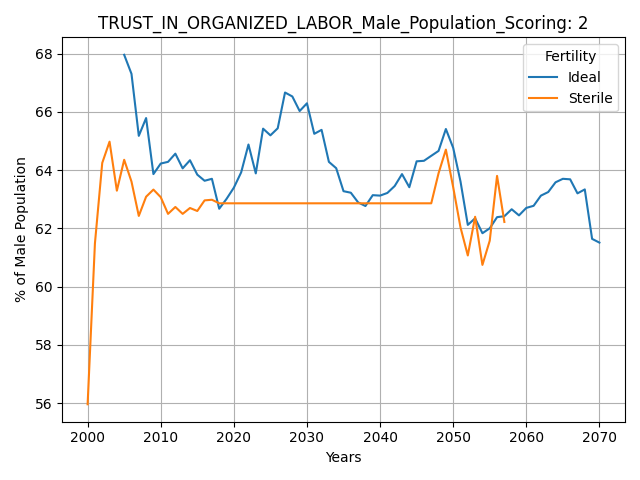 TRUST_IN_ORGANIZED_LABOR_Male_Population_Scoring: 2
Fertility
Ideal
Sterile
% of Male Population
68
66
64
62
60
58
56
2000
2010
2020
2030
2040
2050
2060
2070
Years